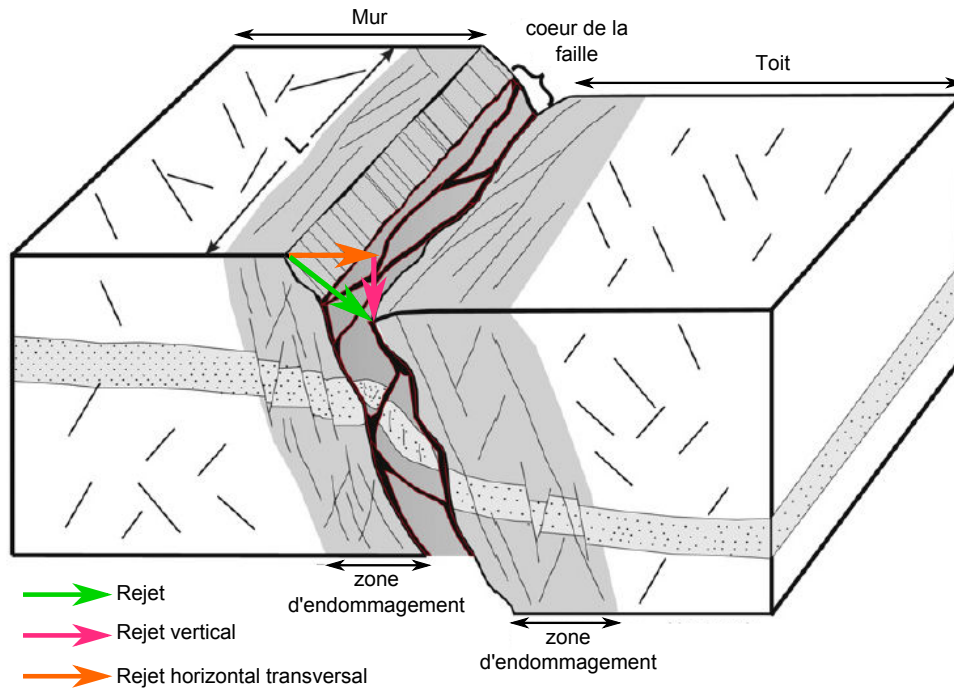 Mur
coeur de la
faille
Toit
L
zone
d'endommagement
zone
d'endommagement
Rejet
Rejet vertical
Rejet horizontal transversal